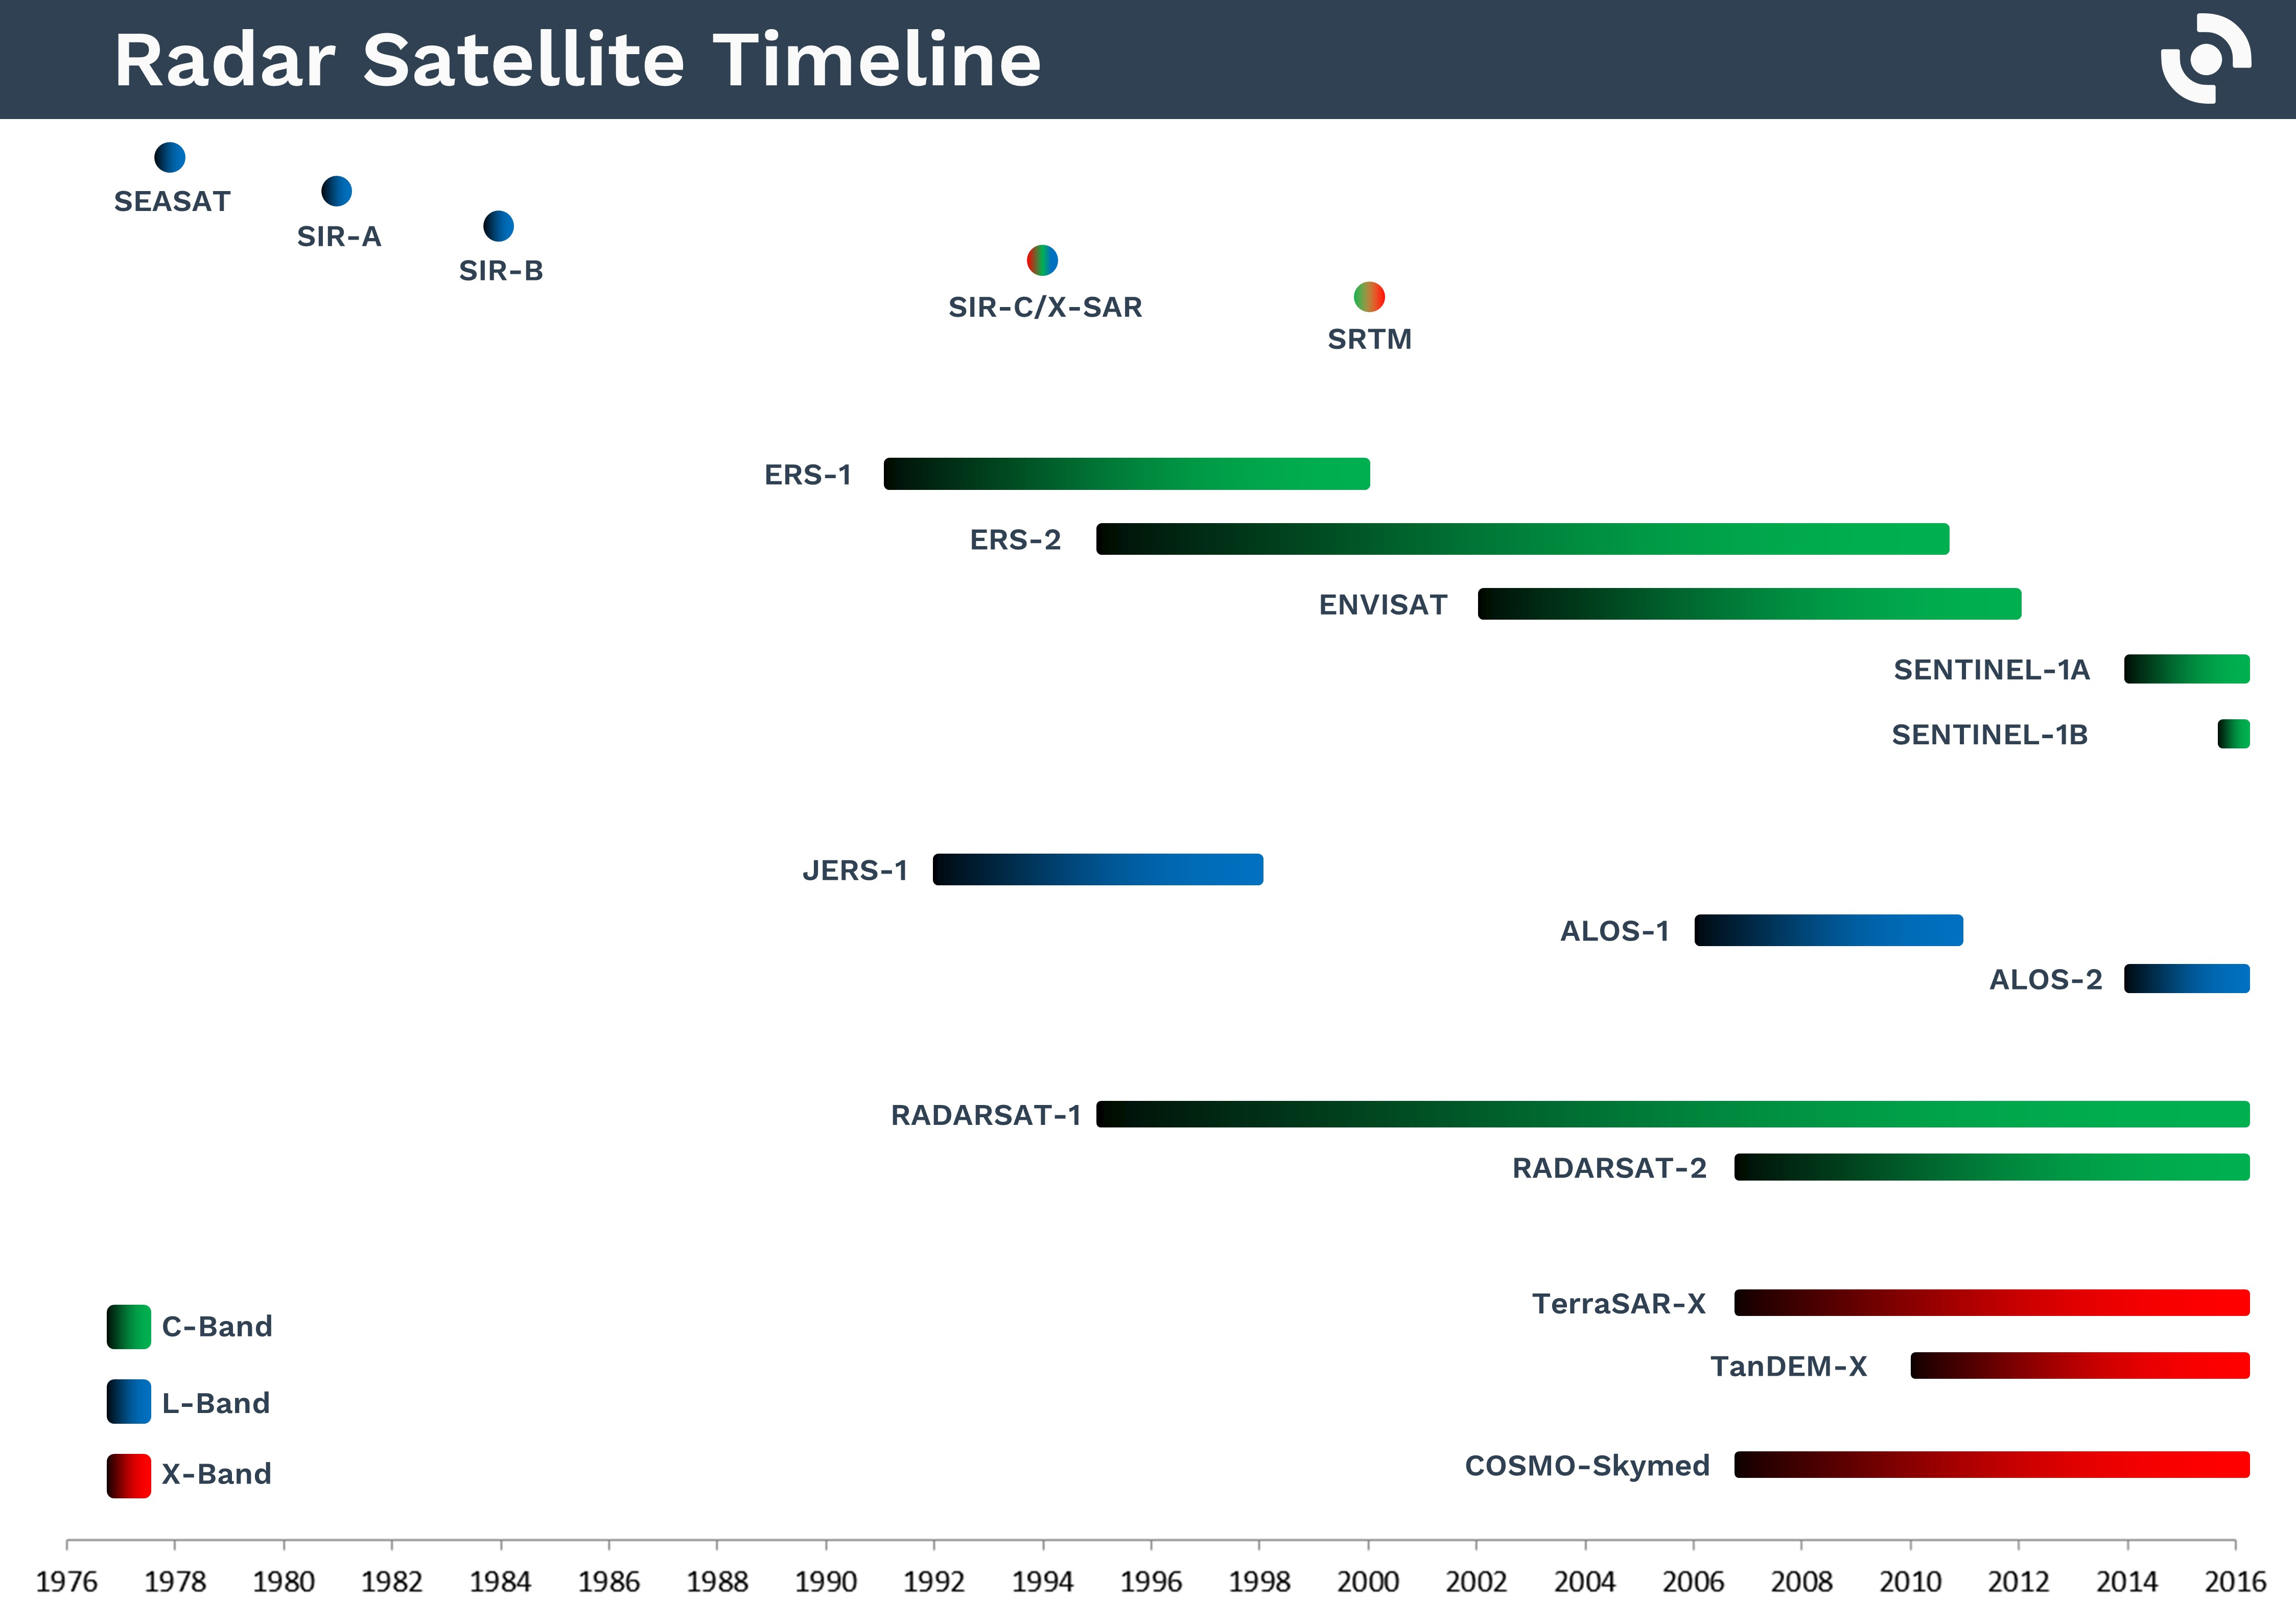 Radar Satellite Timeline
SEASAT
SIR-A
SIR-B
SIR-C/X-SAR
SRTM
ERS-1
ERS-2
ENVISAT
SENTINEL-1A
SENTINEL-1B
JERS-1
ALOS-1
ALOS-2
RADARSAT-1
RADARSAT-2
TerraSAR-X
TanDEM-X
COSMO-Skymed
C-Band
L-Band
X-Band
1976 1978 1980 1982 1984 1986 1988 1990 1992 1994 1996 1998 2000 2002 2004 2006 2008 2010 2012 2014 2016